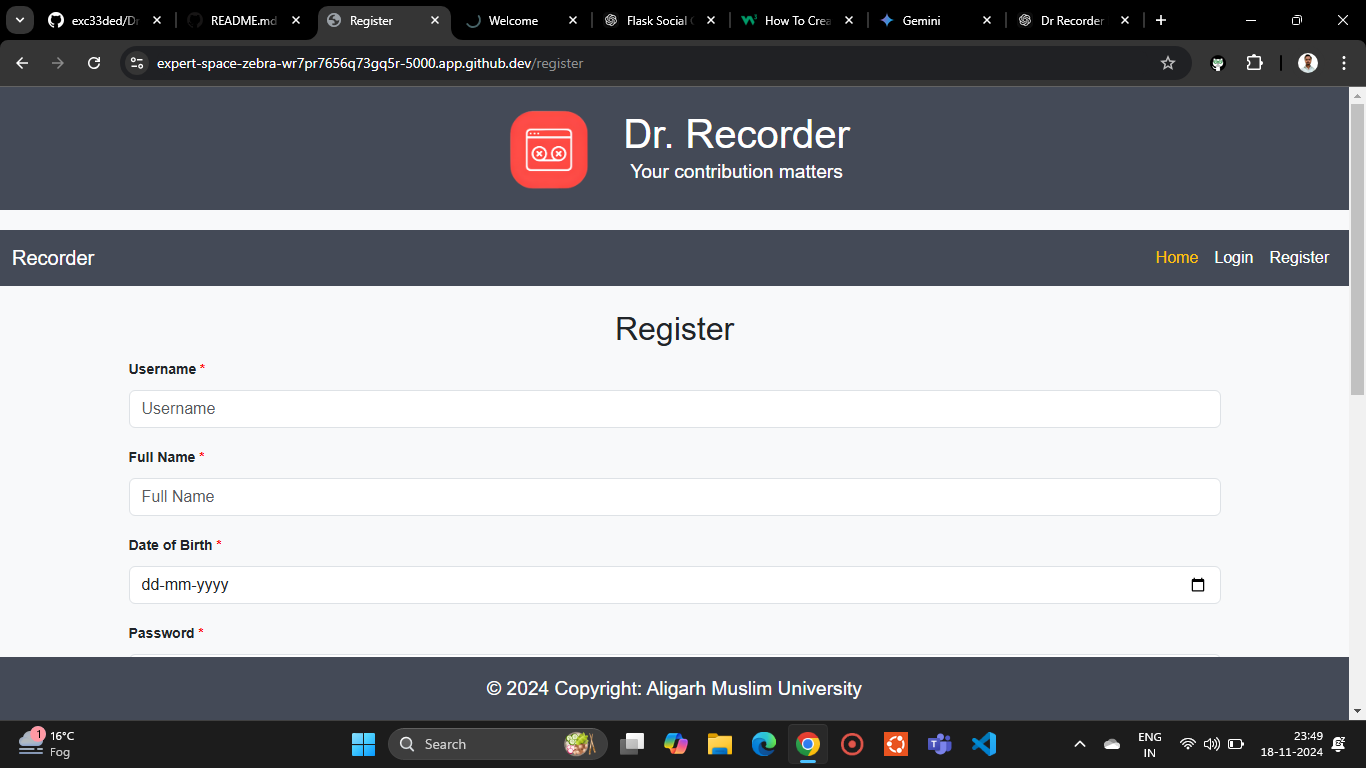 exc33ded/Dr
README.md
Register
Welcome
Flask Social
How To Crea
Gemini
Dr Recorder
expert-space-zebra-wr7pr7656q73gq5r-5000.app.github.dev/register
Dr. Recorder
Your contribution matters
Recorder
Home Login Register
Register
Username *
Username
Full Name *
Full Name
Date of Birth *
dd-mm-yyyy
Password *
© 2024 Copyright: Aligarh Muslim University
1
16°C
Fog
Search
ENG
IN
23:49
18-11-2024